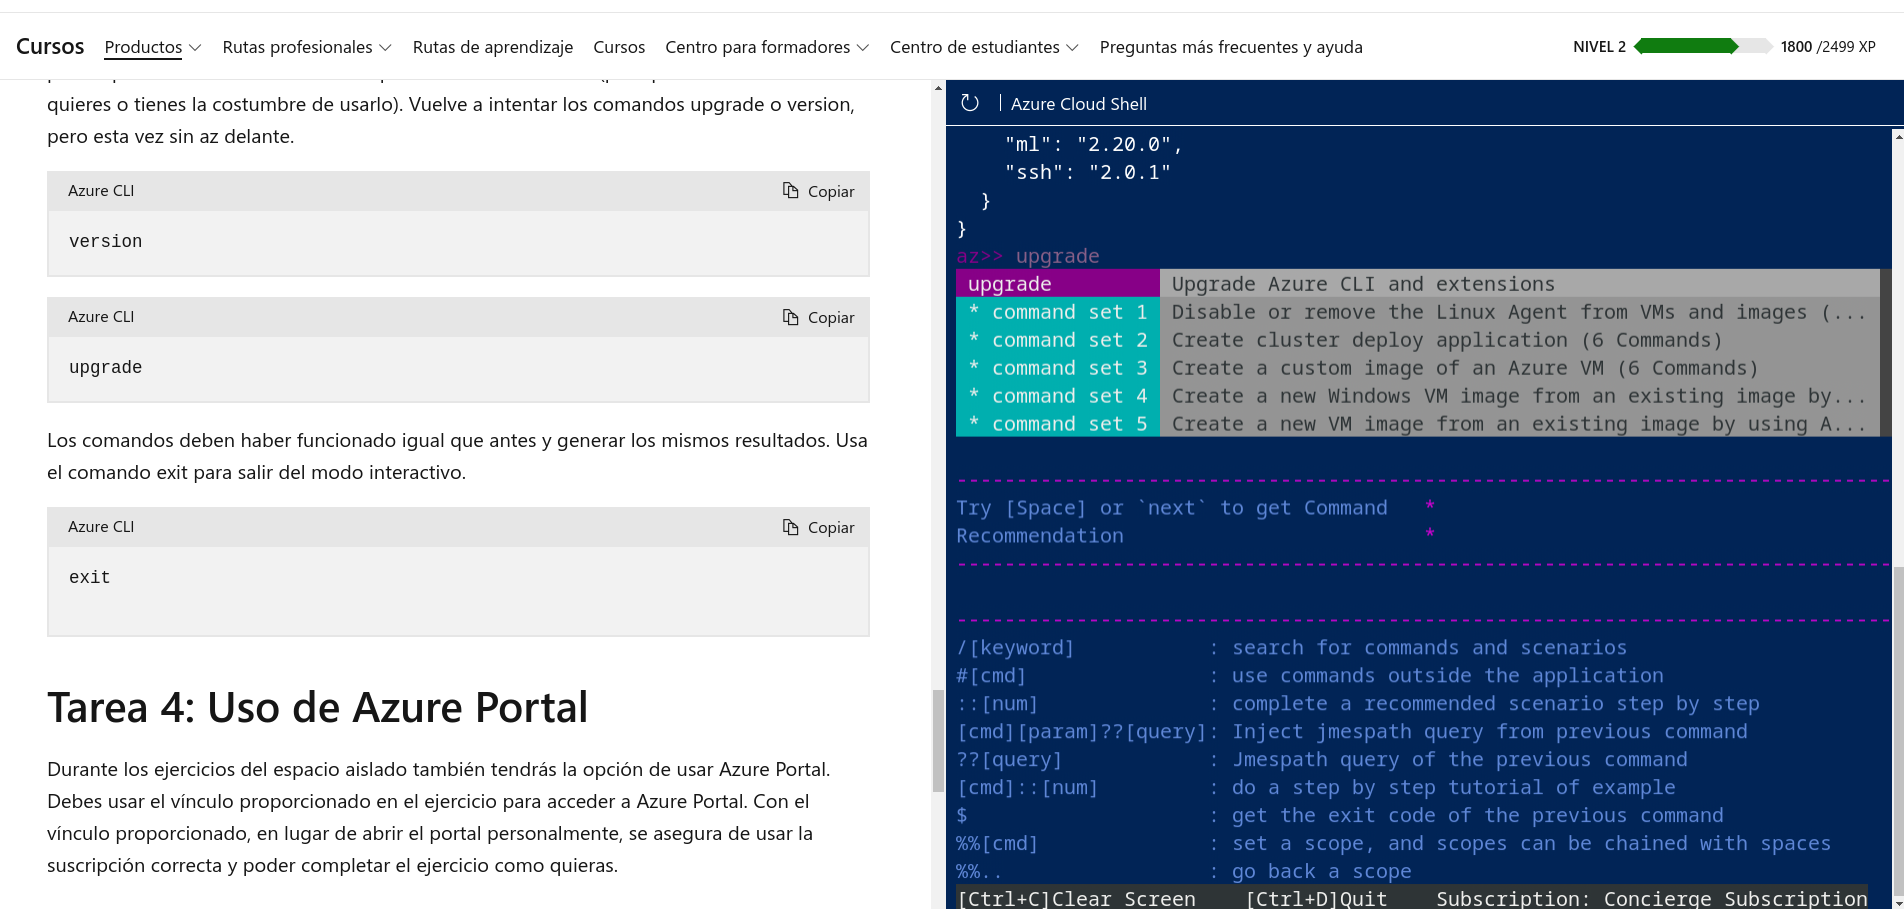 Cursos Productos Rutas profesionales Rutas de aprendizaje Cursos Centro para formadores Centro de estudiantes Preguntas más frecuentes y ayuda NIVEL 2 1800 /2499 XP
quieres o tienes la costumbre de usarlo). Vuelve a intentar los comandos upgrade o version,
pero esta vez sin az delante.
Azure CLI Copiar
version
Azure CLI Copiar
upgrade
Los comandos deben haber funcionado igual que antes y generar los mismos resultados. Usa
el comando exit para salir del modo interactivo.
Azure CLI Copiar
exit
Tarea 4: Uso de Azure Portal
Durante los ejercicios del espacio aislado también tendrás la opción de usar Azure Portal.
Debes usar el vínculo proporcionado en el ejercicio para acceder a Azure Portal. Con el
vínculo proporcionado, en lugar de abrir el portal personalmente, se asegura de usar la
suscripción correcta y poder completar el ejercicio como quieras.
Azure Cloud Shell
"ml": "2.20.0",
"ssh": "2.0.1"
}
}
az>> upgrade
upgrade Upgrade Azure CLI and extensions
* command set 1 Disable or remove the Linux Agent from VMs and images (...
* command set 2 Create cluster deploy application (6 Commands)
* command set 3 Create a custom image of an Azure VM (6 Commands)
* command set 4 Create a new Windows VM image from an existing image by...
* command set 5 Create a new VM image from an existing image by using A...
------------------------------------------------------------------------------
Try [Space] or `next` to get Command *
Recommendation *
------------------------------------------------------------------------------
------------------------------------------------------------------------------
/[keyword] : search for commands and scenarios
#[cmd] : use commands outside the application
::[num] : complete a recommended scenario step by step
[cmd][param]??[query]: Inject jmespath query from previous command
??[query] : Jmespath query of the previous command
[cmd]::[num] : do a step by step tutorial of example
$ : get the exit code of the previous command
%%[cmd] : set a scope, and scopes can be chained with spaces
%%.. : go back a scope
[Ctrl+C]Clear Screen [Ctrl+D]Quit Subscription: Concierge Subscription